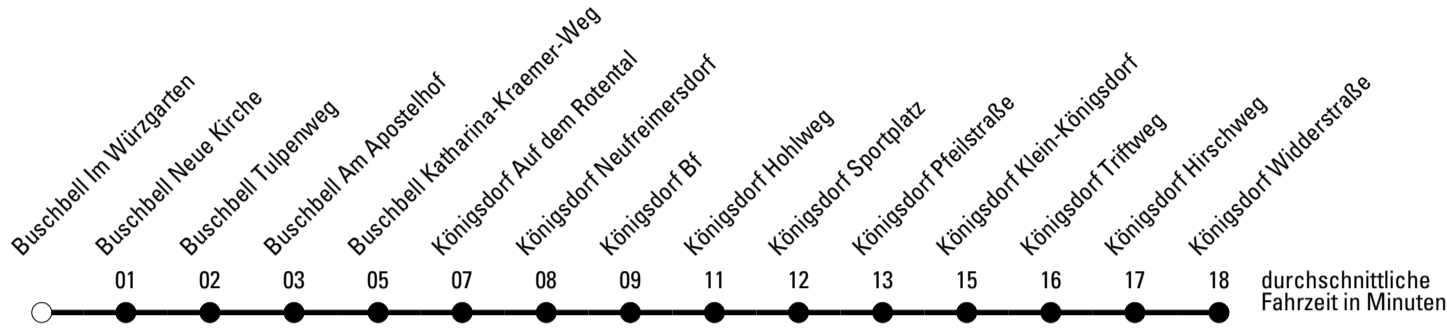 Buschbell Im Würzgarten
Buschbell Neue Kirche
Buschbell Tulpenweg
Buschbell Am Apostelhof
Buschbell Katharina-Kraemer-Weg
Königsdorf Auf dem Rotental
Königsdorf Neufreimersdorf
Königsdorf Bf
Königsdorf Hohlweg
Königsdorf Sportplatz
Königsdorf Pfeilstraße
Königsdorf Klein-Königsdorf
Königsdorf Triftweg
Königsdorf Hirschweg
Königsdorf Widderstraße
01 02 03 05 07 08 09 11 12 13 15 16 17 18
durchschnittliche
Fahrzeit in Minuten